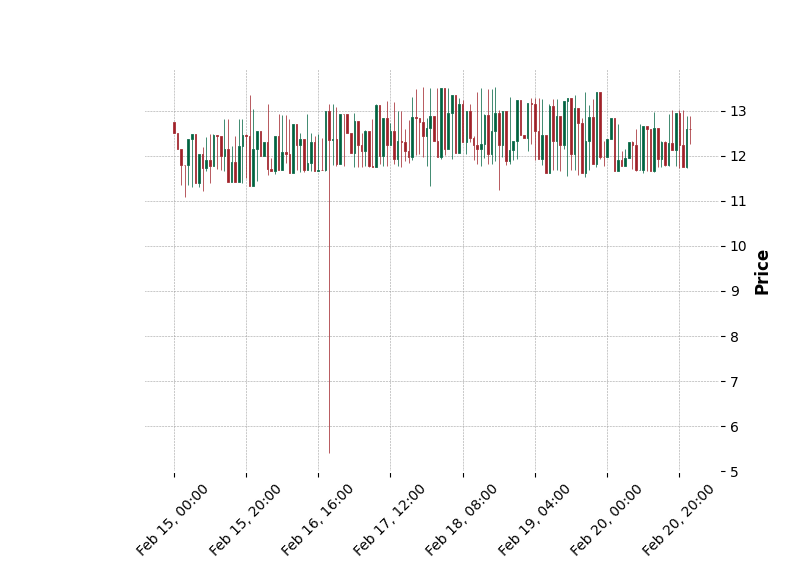 13
12
11
10
9
8
7
6
5
Price
Feb 15, 00:00
Feb 15, 20:00
Feb 16, 16:00
Feb 17, 12:00
Feb 18, 08:00
Feb 19, 04:00
Feb 20, 00:00
Feb 20, 20:00